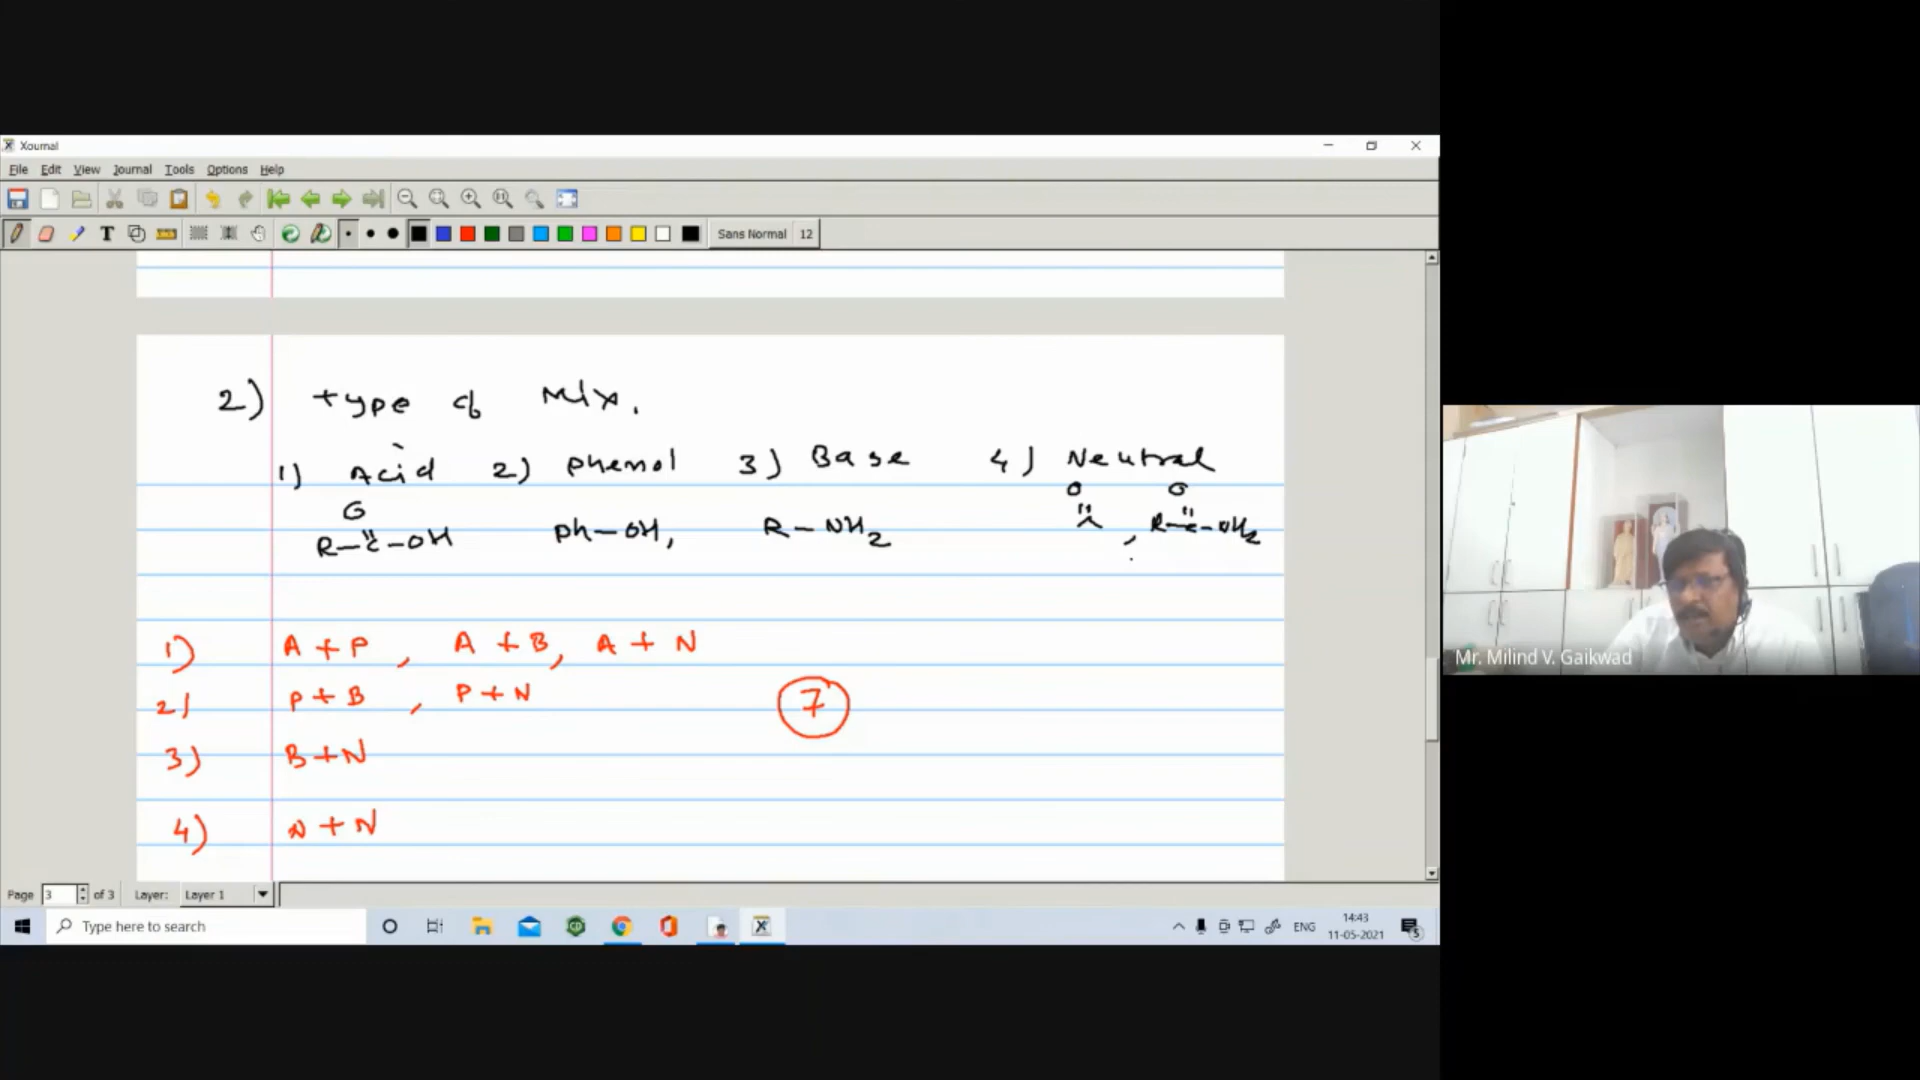 Xournal
File Edit View Journal Tools Options Help
Sans Normal 12
2) type of Mix.
1) Acid 2) phenol 3) Base 4) Neutral
O O O
R-C-OH ph-OH, R-NH2 , R-C-NH2
1) A + P , A + B, A + N
2) P + B , P + N 7
3) B + N
4) N + N
Mr. Milind V. Gaikwad
Page 3 of 3 Layer: Layer 1
Type here to search ENG 14:43
11-05-2021 5